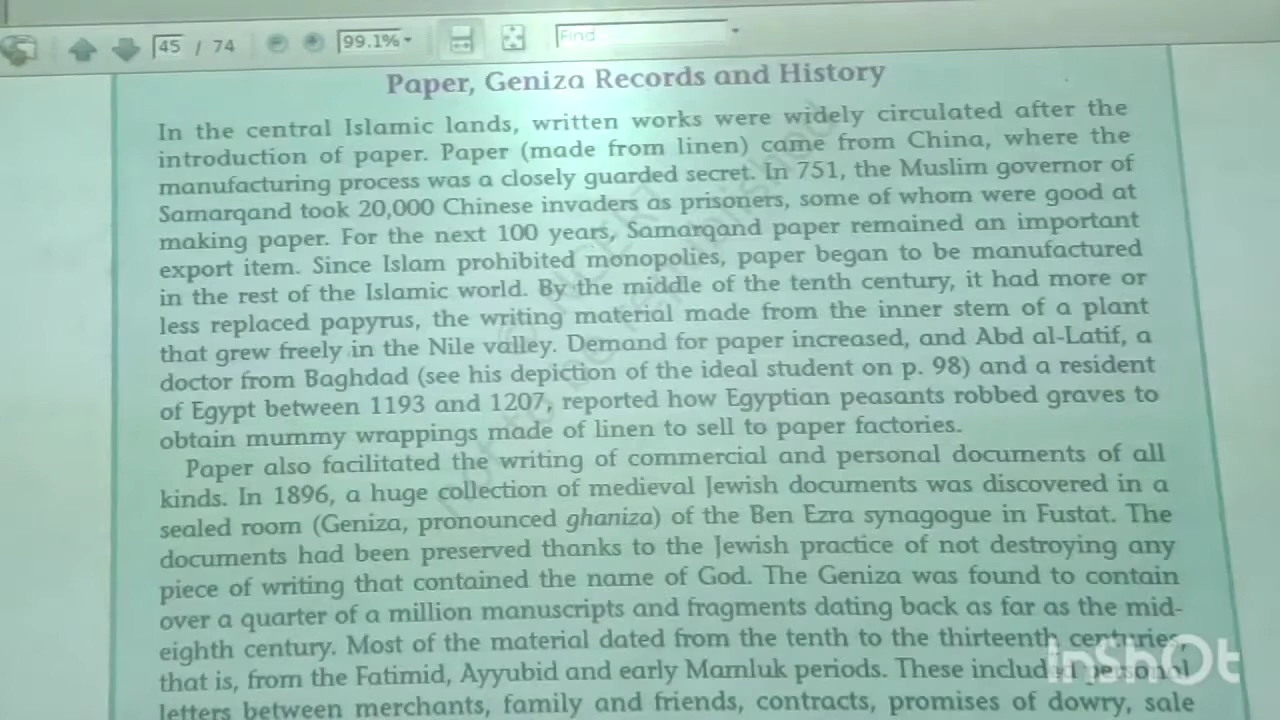 45 / 74
99.1%
Find
Paper, Geniza Records and History
In the central Islamic lands, written works were widely circulated after the
introduction of paper. Paper (made from linen) came from China, where the
manufacturing process was a closely guarded secret. In 751, the Muslim governor of
Samarqand took 20,000 Chinese invaders as prisoners, some of whom were good at
making paper. For the next 100 years, Samarqand paper remained an important
export item. Since Islam prohibited monopolies, paper began to be manufactured
in the rest of the Islamic world. By the middle of the tenth century, it had more or
less replaced papyrus, the writing material made from the inner stem of a plant
that grew freely in the Nile valley. Demand for paper increased, and Abd al-Latif, a
doctor from Baghdad (see his depiction of the ideal student on p. 98) and a resident
of Egypt between 1193 and 1207, reported how Egyptian peasants robbed graves to
obtain mummy wrappings made of linen to sell to paper factories.
Paper also facilitated the writing of commercial and personal documents of all
kinds. In 1896, a huge collection of medieval Jewish documents was discovered in a
sealed room (Geniza, pronounced ghaniza) of the Ben Ezra synagogue in Fustat. The
documents had been preserved thanks to the Jewish practice of not destroying any
piece of writing that contained the name of God. The Geniza was found to contain
over a quarter of a million manuscripts and fragments dating back as far as the mid-
eighth century. Most of the material dated from the tenth to the thirteenth centuries,
that is, from the Fatimid, Ayyubid and early Mamluk periods. These included personal
letters between merchants, family and friends, contracts, promises of dowry, sale
InShOt